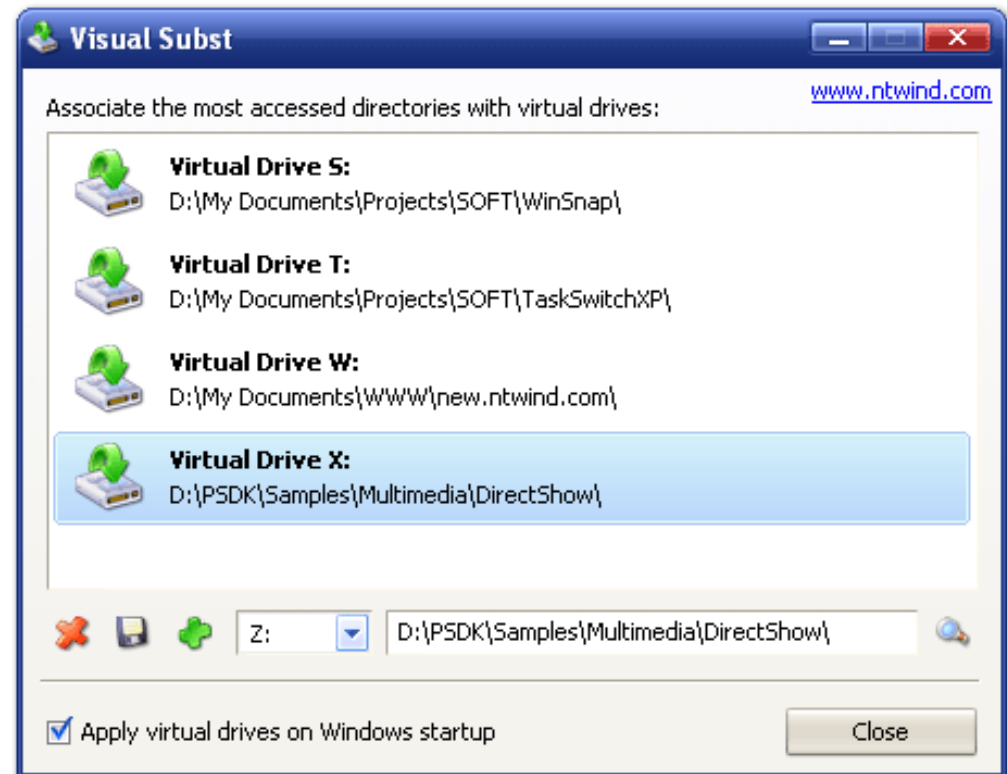 Visual Subst
www.ntwind.com
Associate the most accessed directories with virtual drives:
Virtual Drive S:
D:\My Documents\Projects\SOFT\WinSnap\
Virtual Drive T:
D:\My Documents\Projects\SOFT\TaskSwitchXP\
Virtual Drive W:
D:\My Documents\WWW\new.ntwind.com\
Virtual Drive X:
D:\PSDK\Samples\Multimedia\DirectShow\
Z: D:\PSDK\Samples\Multimedia\DirectShow\
Apply virtual drives on Windows startup Close